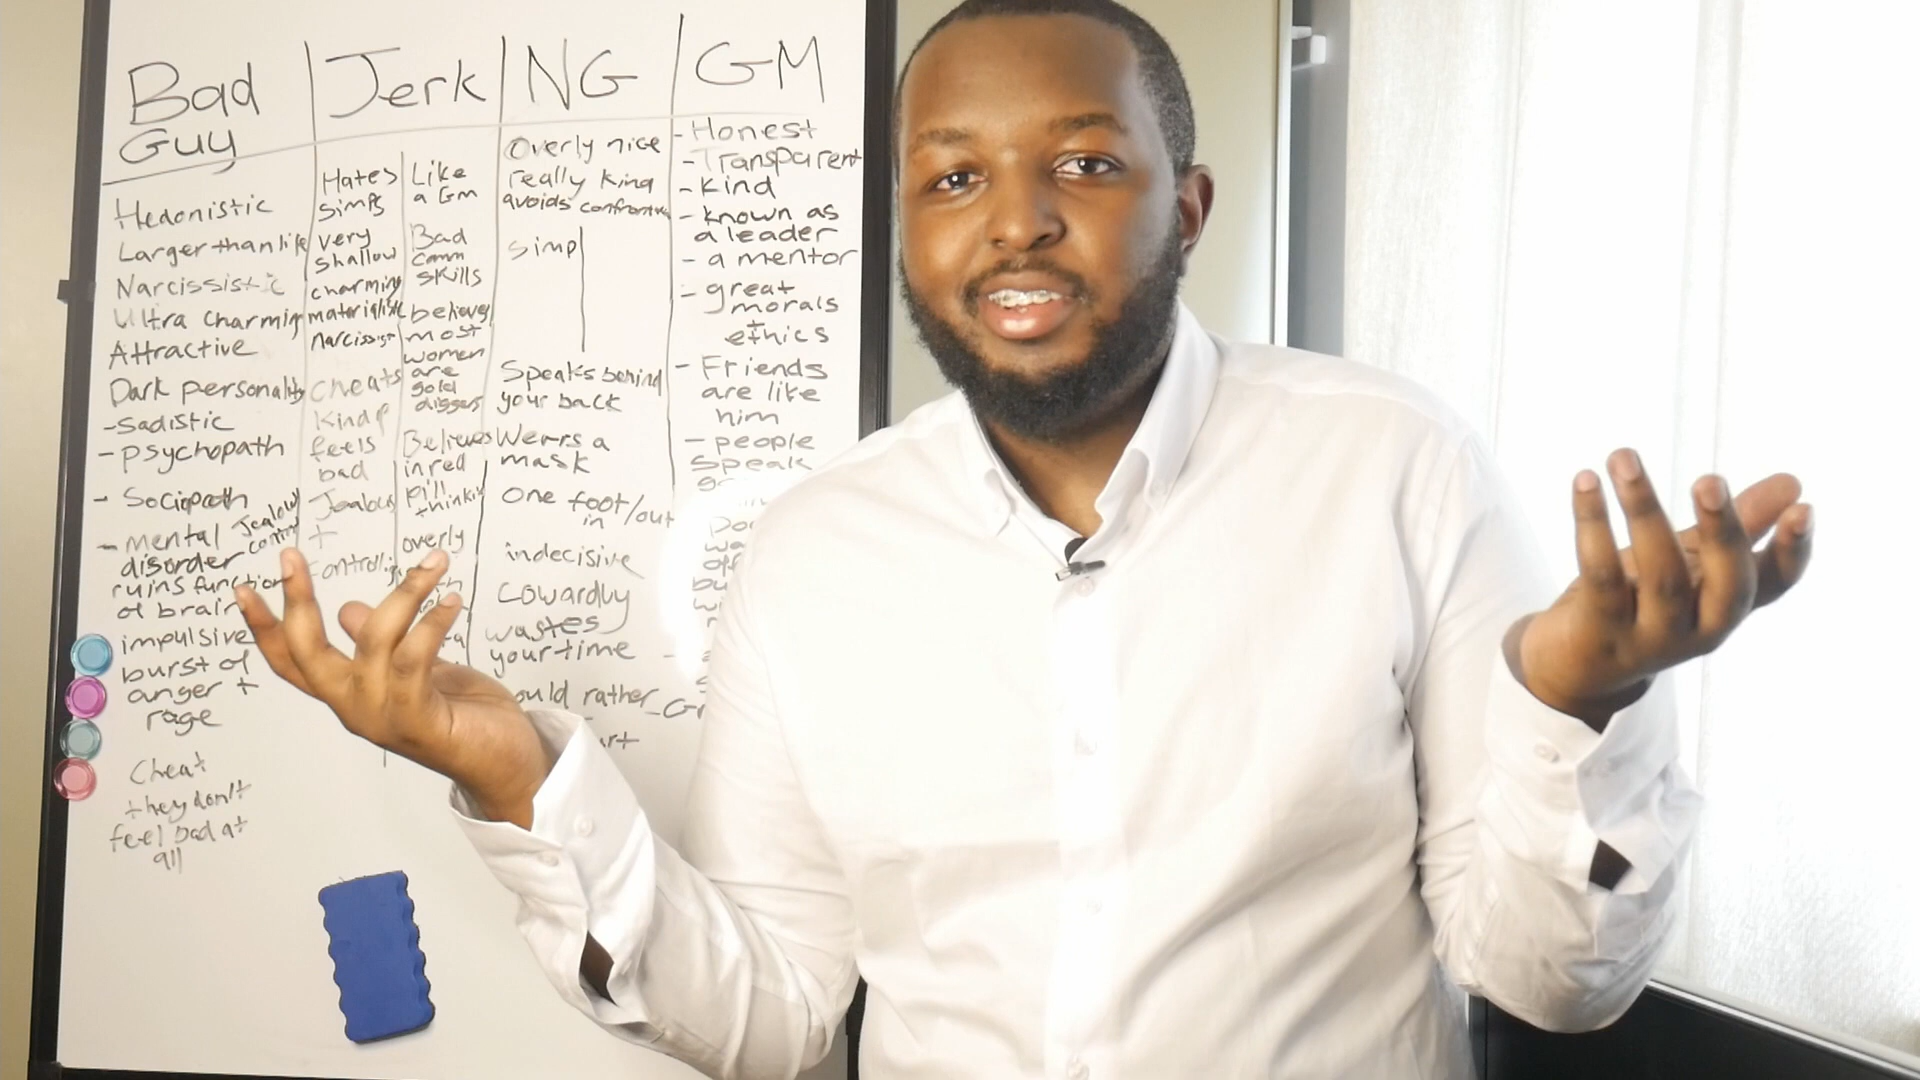 Bad
Guy
Hedonistic
Larger than life
Narcissistic
Ultra charming
Attractive
Dark personality
-Sadistic
-psychopath
- Sociopath
- mental
disorder
Jealous
ruins function
of brain
impulsive
burst of
anger +
rage
Cheat
they don't
feel bad at
all
Jerk
Hates
simps
very
shallow
charming
materialistic
narcissist
Cheats
kind of
feels
bad
Jealous
+
Like
a GM
Bad
comm
skills
believes
most
women
are
gold
diggers
Believes
in red
pill
thinking
overly
NG
Overly nice
really kind
avoids
simp
Speaks behind
your back
Wears a
mask
One foot
in/out
indecisive
Cowardly
wastes
your time
rather
GM
-Honest
-Transparent
-Kind
-known as
a leader
- a mentor
-great
morals
ethics
-Friends
are like
him
- people
speak